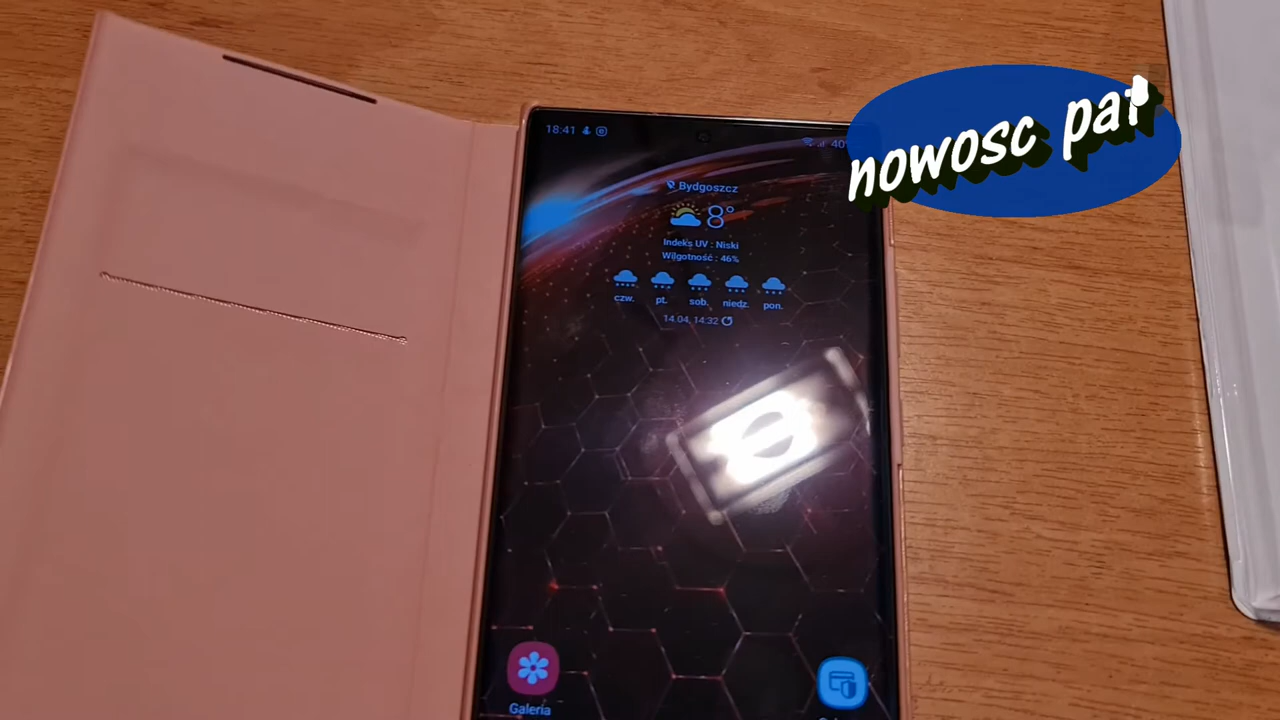 18:41
40%
nowosc pat
Bydgoszcz
8°
Indeks UV : Niski
Wilgotność : 46%
czw. pt. sob. niedz. pon.
14.04, 14:32
Galeria